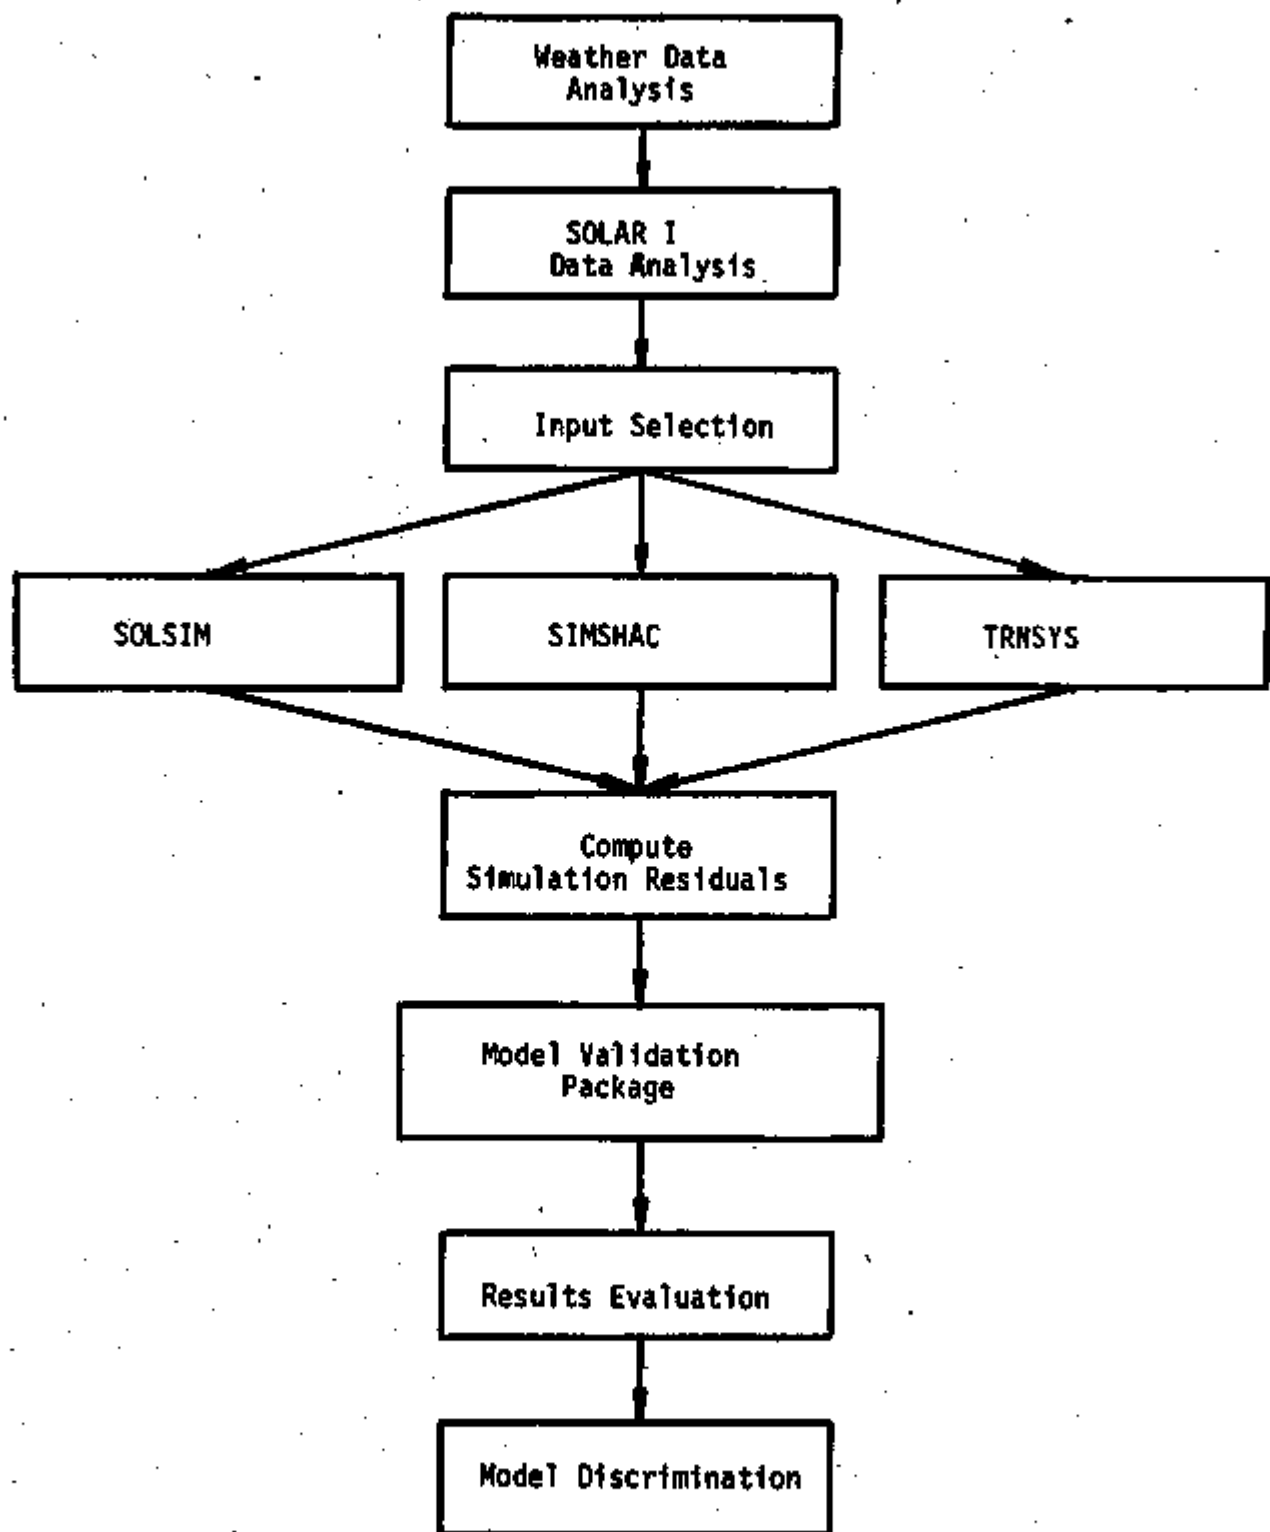 Weather Data
Analysis
SOLAR I
Data Analysis
Input Selection
SOLSIM
SIMSHAC
TRNSYS
Compute
Simulation Residuals
Model Validation
Package
Results Evaluation
Model Discrimination